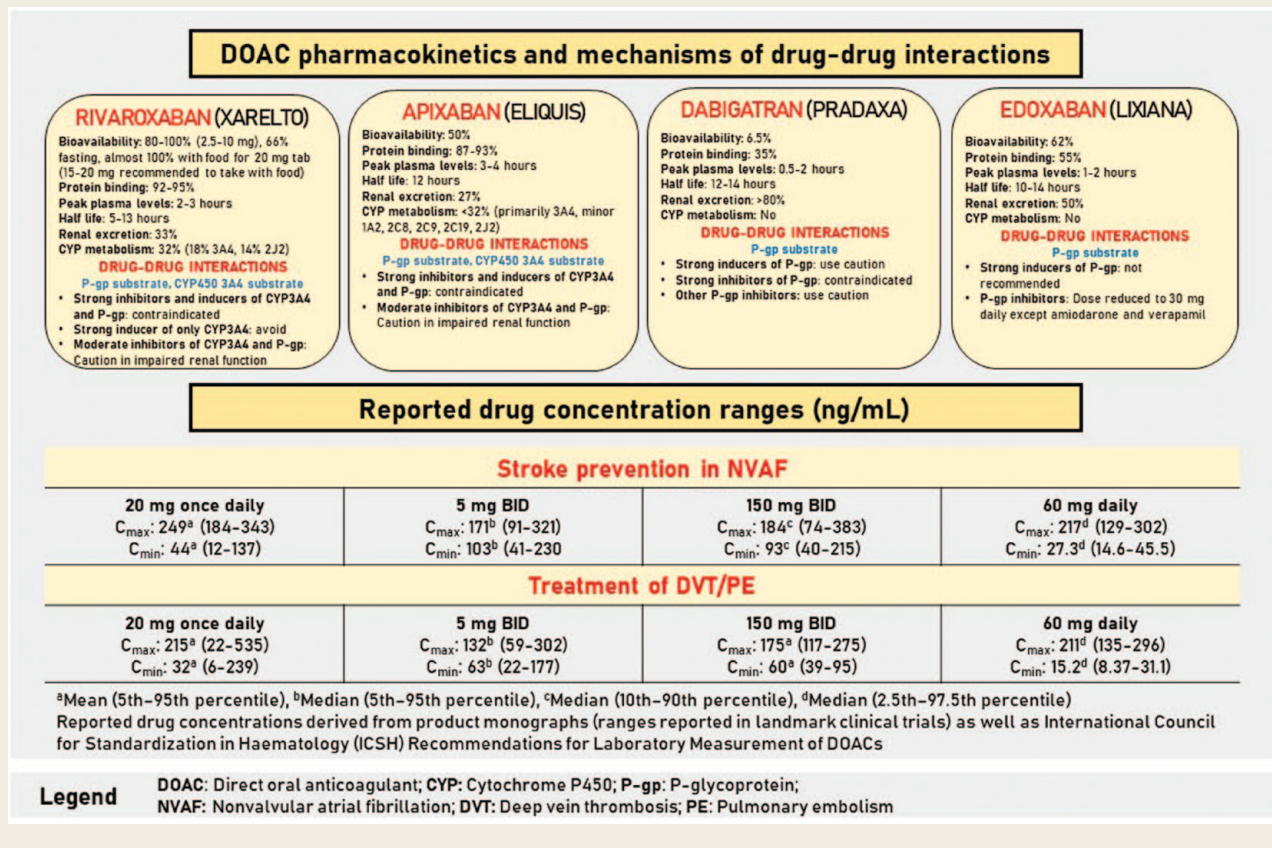 DOAC pharmacokinetics and mechanisms of drug-drug interactions
RIVAROXABAN (XARELTO)
Bioavailability: 80-100% (2.5-10 mg), 66%
fasting, almost 100% with food for 20 mg tab
(15-20 mg recommended to take with food)
Protein binding: 92-95%
Peak plasma levels: 2-3 hours
Half life: 5-13 hours
Renal excretion: 33%
CYP metabolism: 32% (18% 3A4, 14% 2J2)
DRUG-DRUG INTERACTIONS
P-gp substrate, CYP450 3A4 substrate
• Strong inhibitors and inducers of CYP3A4
and P-gp: contraindicated
• Strong inducer of only CYP3A4: avoid
• Moderate inhibitors of CYP3A4 and P-gp:
Caution in impaired renal function
APIXABAN (ELIQUIS)
Bioavailability: 50%
Protein binding: 87-93%
Peak plasma levels: 3-4 hours
Half life: 12 hours
Renal excretion: 27%
CYP metabolism: <32% (primarily 3A4, minor
1A2, 2C8, 2C9, 2C19, 2J2)
DRUG-DRUG INTERACTIONS
P-gp substrate, CYP450 3A4 substrate
• Strong inhibitors and inducers of CYP3A4
and P-gp: contraindicated
• Moderate inhibitors of CYP3A4 and P-gp:
Caution in impaired renal function
DABIGATRAN (PRADAXA)
Bioavailability: 6.5%
Protein binding: 35%
Peak plasma levels: 0.5-2 hours
Half life: 12-14 hours
Renal excretion: >80%
CYP metabolism: No
DRUG-DRUG INTERACTIONS
P-gp substrate
• Strong inducers of P-gp: use caution
• Strong inhibitors of P-gp: contraindicated
• Other P-gp inhibitors: use caution
EDOXABAN (LIXIANA)
Bioavailability: 62%
Protein binding: 55%
Peak plasma levels: 1-2 hours
Half life: 10-14 hours
Renal excretion: 50%
CYP metabolism: No
DRUG-DRUG INTERACTIONS
P-gp substrate
• Strong inducers of P-gp: not
recommended
• P-gp inhibitors: Dose reduced to 30 mg
daily except amiodarone and verapamil
Reported drug concentration ranges (ng/mL)
Stroke prevention in NVAF
20 mg once daily
Cmax: 249ᵃ (184-343)
Cmin: 44ᵃ (12-137)
5 mg BID
Cmax: 171ᵇ (91-321)
Cmin: 103ᵇ (41-230
150 mg BID
Cmax: 184ᶜ (74-383)
Cmin: 93ᶜ (40-215)
60 mg daily
Cmax: 217ᵈ (129-302)
Cmin: 27.3ᵈ (14.6-45.5)
Treatment of DVT/PE
20 mg once daily
Cmax: 215ᵃ (22-535)
Cmin: 32ᵃ (6-239)
5 mg BID
Cmax: 132ᵇ (59-302)
Cmin: 63ᵇ (22-177)
150 mg BID
Cmax: 175ᵃ (117-275)
Cmin: 60ᵃ (39-95)
60 mg daily
Cmax: 211ᵈ (135-296)
Cmin: 15.2ᵈ (8.37-31.1)
ᵃMean (5th-95th percentile), ᵇMedian (5th-95th percentile), ᶜMedian (10th-90th percentile), ᵈMedian (2.5th-97.5th percentile)
Reported drug concentrations derived from product monographs (ranges reported in landmark clinical trials) as well as International Council
for Standardization in Haematology (ICSH) Recommendations for Laboratory Measurement of DOACs
Legend
DOAC: Direct oral anticoagulant; CYP: Cytochrome P450; P-gp: P-glycoprotein;
NVAF: Nonvalvular atrial fibrillation; DVT: Deep vein thrombosis; PE: Pulmonary embolism